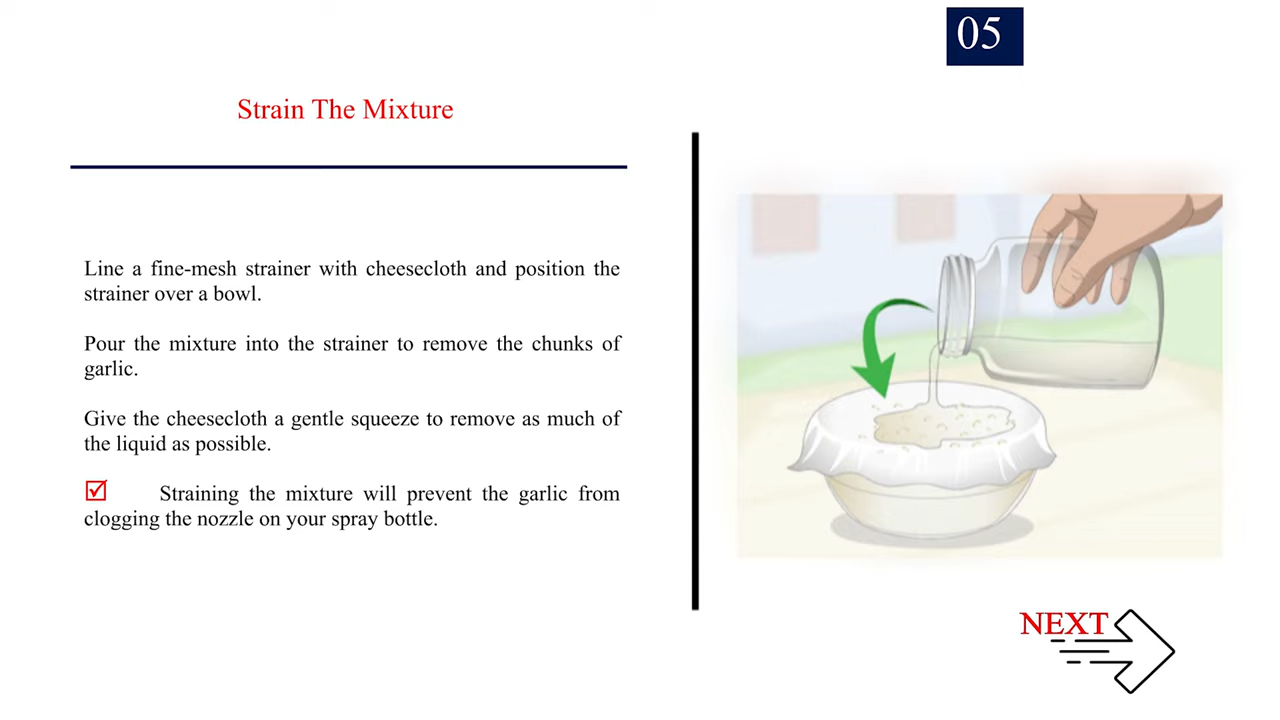 05
Strain The Mixture
Line a fine-mesh strainer with cheesecloth and position the
strainer over a bowl.
Pour the mixture into the strainer to remove the chunks of
garlic.
Give the cheesecloth a gentle squeeze to remove as much of
the liquid as possible.
Straining the mixture will prevent the garlic from
clogging the nozzle on your spray bottle.
NEXT